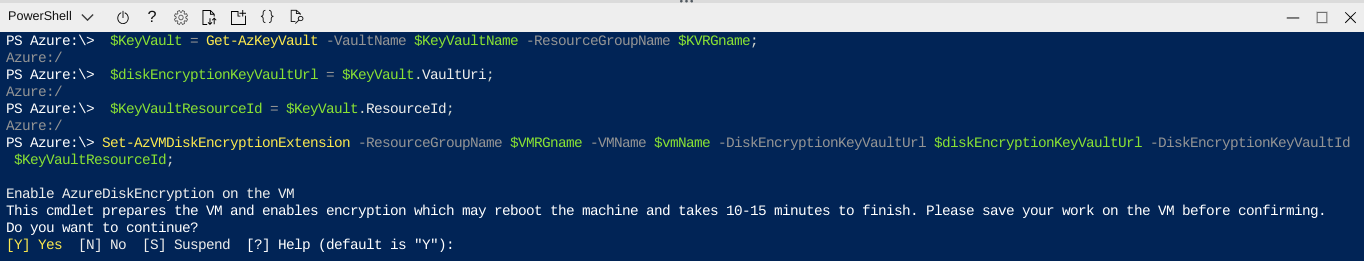 PowerShell
PS Azure:\> $KeyVault = Get-AzKeyVault -VaultName $KeyVaultName -ResourceGroupName $KVRGname;
Azure:/
PS Azure:\> $diskEncryptionKeyVaultUrl = $KeyVault.VaultUri;
Azure:/
PS Azure:\> $KeyVaultResourceId = $KeyVault.ResourceId;
Azure:/
PS Azure:\> Set-AzVMDiskEncryptionExtension -ResourceGroupName $VMRGname -VMName $vmName -DiskEncryptionKeyVaultUrl $diskEncryptionKeyVaultUrl -DiskEncryptionKeyVaultId
$KeyVaultResourceId;
Enable AzureDiskEncryption on the VM
This cmdlet prepares the VM and enables encryption which may reboot the machine and takes 10-15 minutes to finish. Please save your work on the VM before confirming.
Do you want to continue?
[Y] Yes  [N] No  [S] Suspend  [?] Help (default is "Y"):